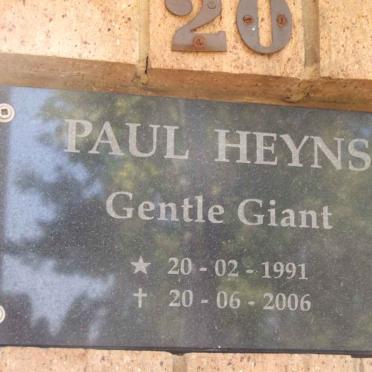 20
PAUL HEYNS
Gentle Giant
★ 20 - 02 - 1991
✝ 20 - 06 - 2006